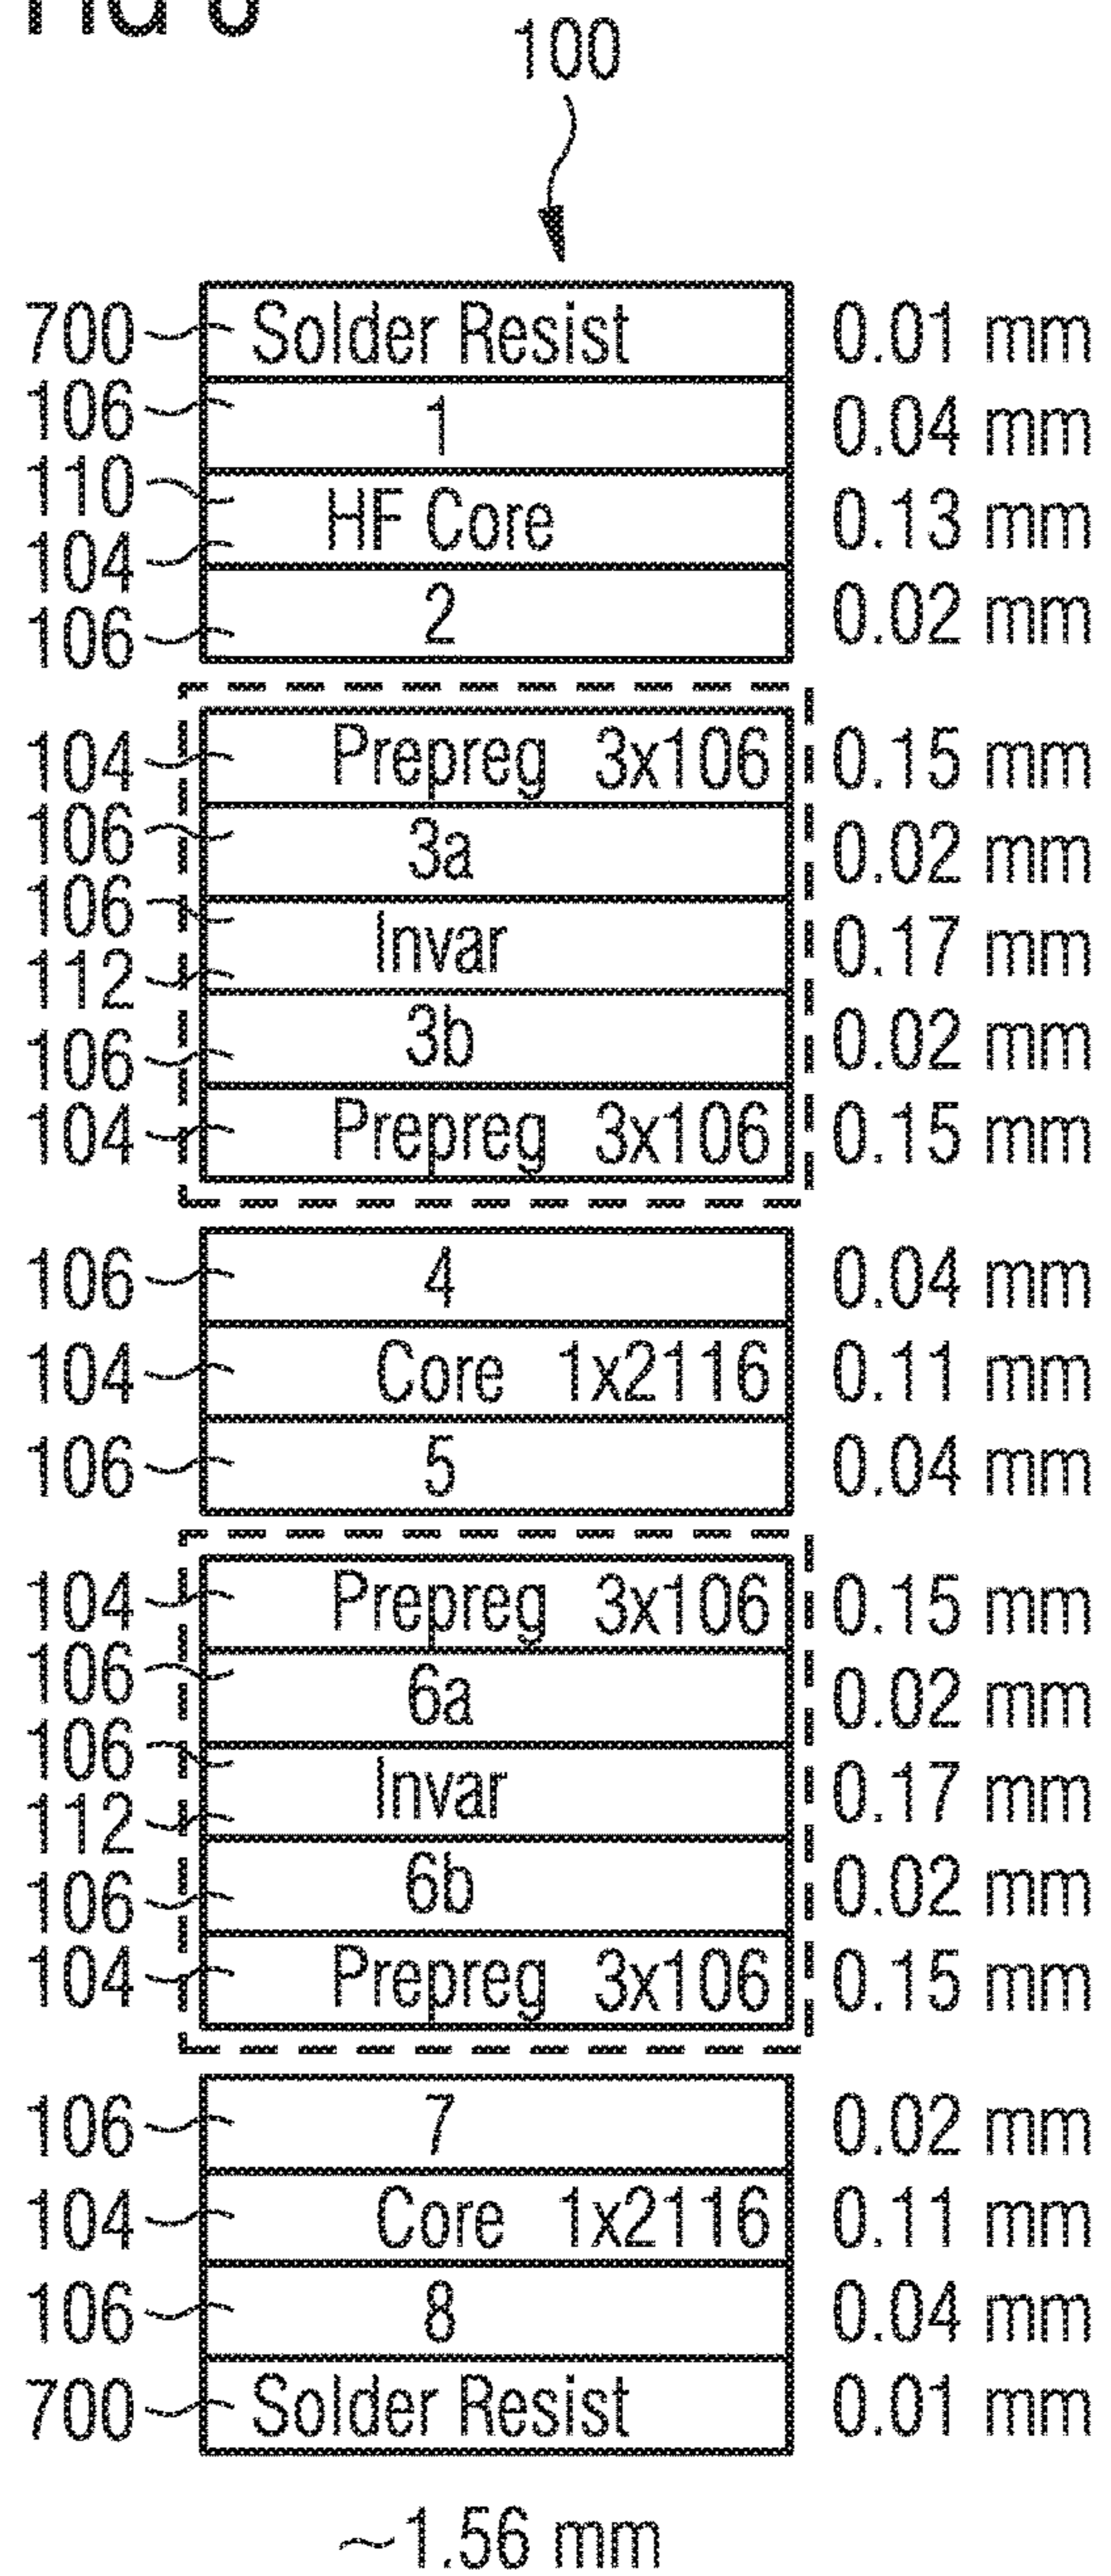 FIG
100
700 Solder Resist 0.01 mm
106 1 0.04 mm
110 HF Core 0.13 mm
104
106 2 0.02 mm
104 Prepreg 3x106 0.15 mm
106 3a 0.02 mm
106 Invar 0.17 mm
112
106 3b 0.02 mm
104 Prepreg 3x106 0.15 mm
106 4 0.04 mm
104 Core 1x2116 0.11 mm
106 5 0.04 mm
104 Prepreg 3x106 0.15 mm
106 6a 0.02 mm
106 Invar 0.17 mm
112
106 6b 0.02 mm
104 Prepreg 3x106 0.15 mm
106 7 0.02 mm
104 Core 1x2116 0.11 mm
106 8 0.04 mm
700 Solder Resist 0.01 mm
~1.56 mm